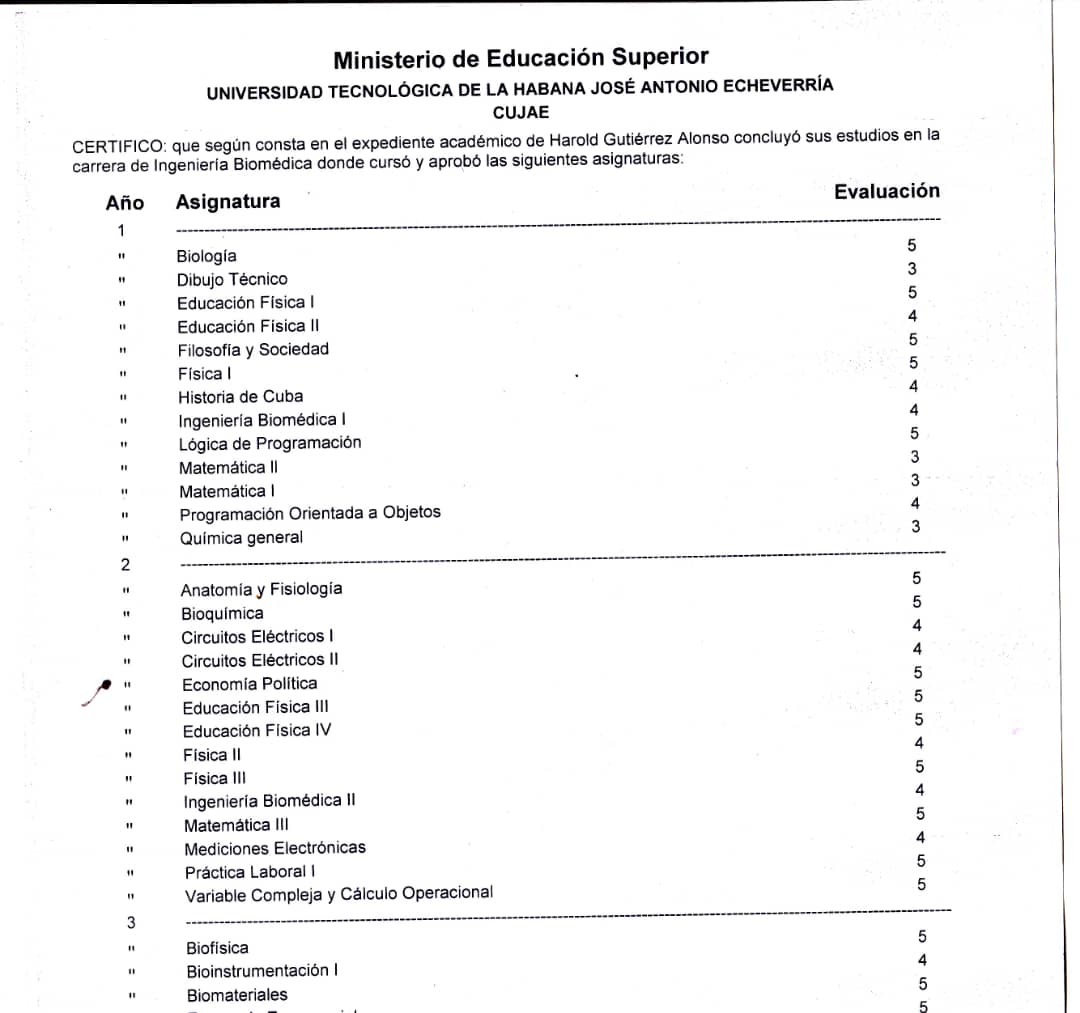 Ministerio de Educación Superior
UNIVERSIDAD TECNOLÓGICA DE LA HABANA JOSÉ ANTONIO ECHEVERRÍA
CUJAE
CERTIFICO: que según consta en el expediente académico de Harold Gutiérrez Alonso concluyó sus estudios en la
carrera de Ingeniería Biomédica donde cursó y aprobó las siguientes asignaturas:
Año Asignatura Evaluación
1 ----------------------------------------
" Biología 5
" Dibujo Técnico 3
" Educación Física I 5
" Educación Física II 4
" Filosofía y Sociedad 5
" Física I 5
" Historia de Cuba 4
" Ingeniería Biomédica I 4
" Lógica de Programación 5
" Matemática II 3
" Matemática I 3
" Programación Orientada a Objetos 4
" Química general 3
2 ----------------------------------------
" Anatomía y Fisiología 5
" Bioquímica 5
" Circuitos Eléctricos I 4
" Circuitos Eléctricos II 4
" Economía Política 5
" Educación Física III 5
" Educación Física IV 5
" Física II 4
" Física III 5
" Ingeniería Biomédica II 4
" Matemática III 5
" Mediciones Electrónicas 4
" Práctica Laboral I 5
" Variable Compleja y Cálculo Operacional 5
3 ----------------------------------------
" Biofísica 5
" Bioinstrumentación I 4
" Biomateriales 5
5